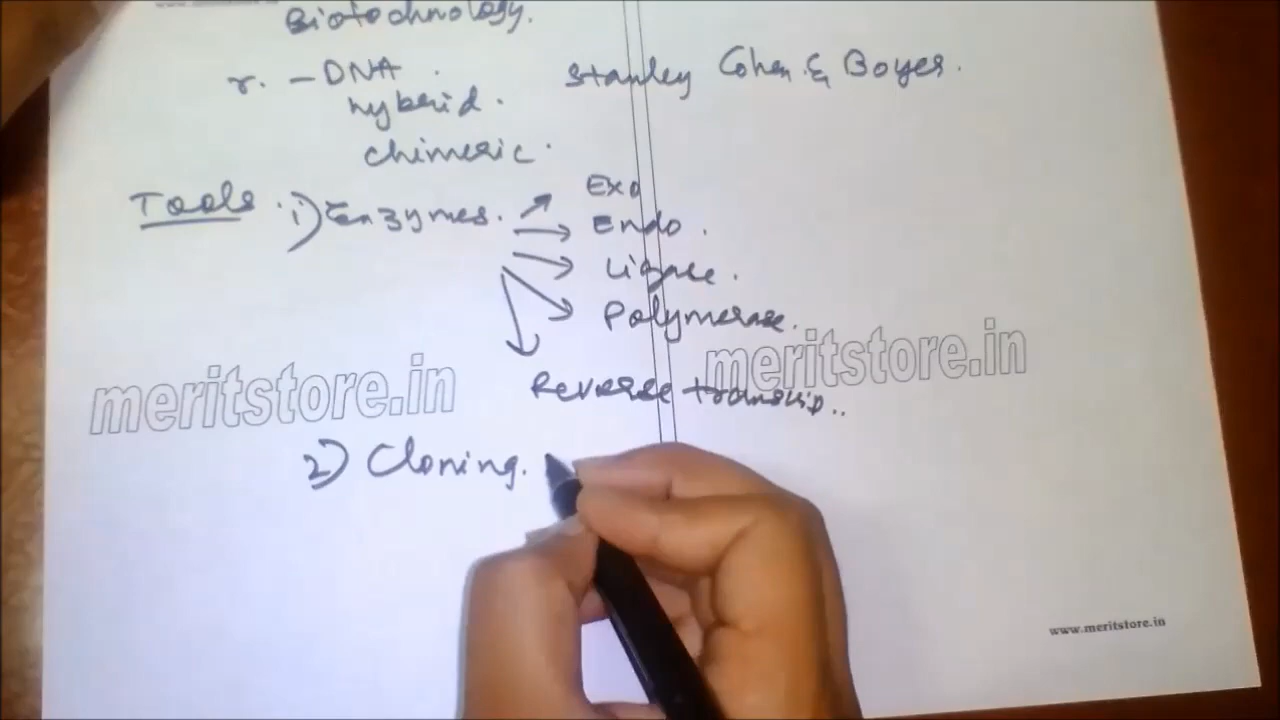 Biotechnology.
r. - DNA
hybrid.
chimeric.
Stanley Cohen & Boyer.
Tools. 1) Enzymes.
Exo
Endo.
Ligase.
Polymerase.
Reverse transcrip..
meritstore.in
meritstore.in
2) Cloning.
www.meritstore.in